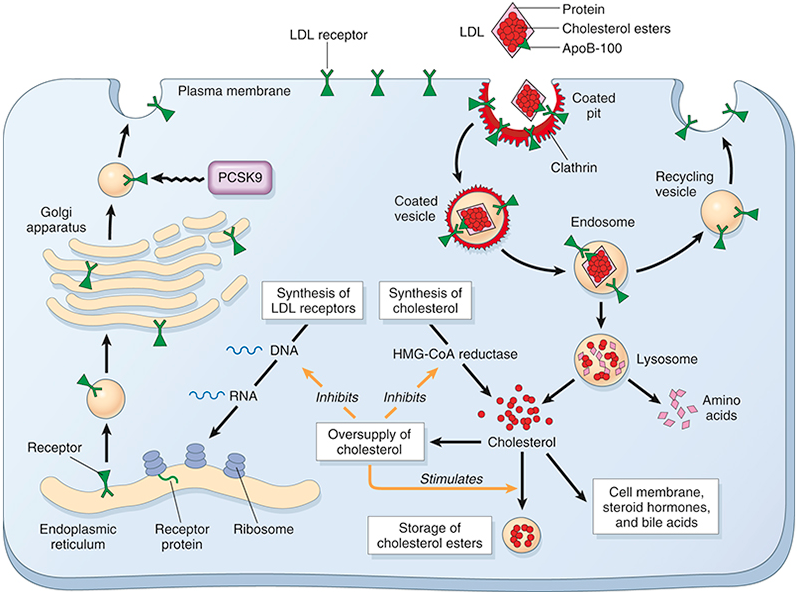 Protein
LDL receptor
LDL
Cholesterol esters
ApoB-100
Plasma membrane
Coated
pit
Clathrin
PCSK9
Recycling
vesicle
Golgi
apparatus
Coated
vesicle
Endosome
Synthesis of
LDL receptors
Synthesis of
cholesterol
DNA
HMG-CoA reductase
Lysosome
RNA
Inhibits
Inhibits
Amino
acids
Receptor
Oversupply of
cholesterol
Cholesterol
Stimulates
Endoplasmic
reticulum
Receptor
protein
Ribosome
Storage of
cholesterol esters
Cell membrane,
steroid hormones,
and bile acids